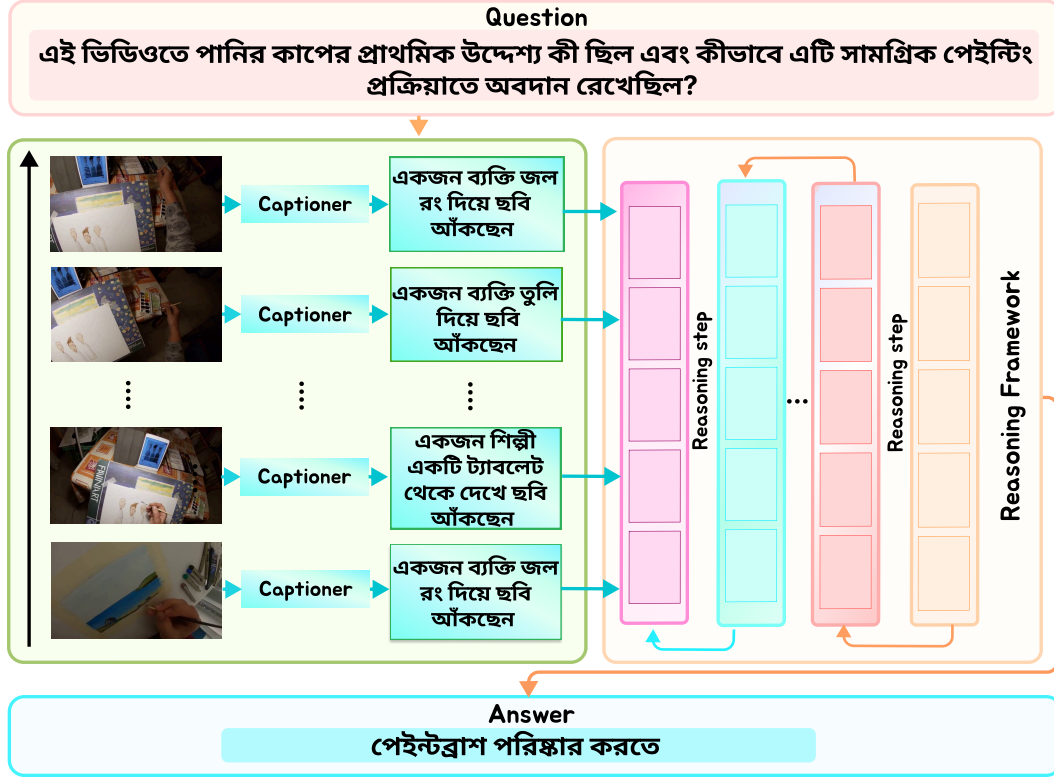 Question
এই ভিডিওতে পানির কাপের প্রাথমিক উদ্দেশ্য কী ছিল এবং কীভাবে এটি সামগ্রিক পেইন্টিং
প্রক্রিয়াতে অবদান রেখেছিল?
Captioner
একজন ব্যক্তি জল
রং দিয়ে ছবি
আঁকছেন
Captioner
একজন ব্যক্তি তুলি
দিয়ে ছবি
আঁকছেন
Captioner
একজন শিল্পী
একটি ট্যাবলেট
থেকে দেখে ছবি
আঁকছেন
Captioner
একজন ব্যক্তি জল
রং দিয়ে ছবি
আঁকছেন
Reasoning step
...
Reasoning step
Reasoning Framework
Answer
পেইন্টব্রাশ পরিষ্কার করতে